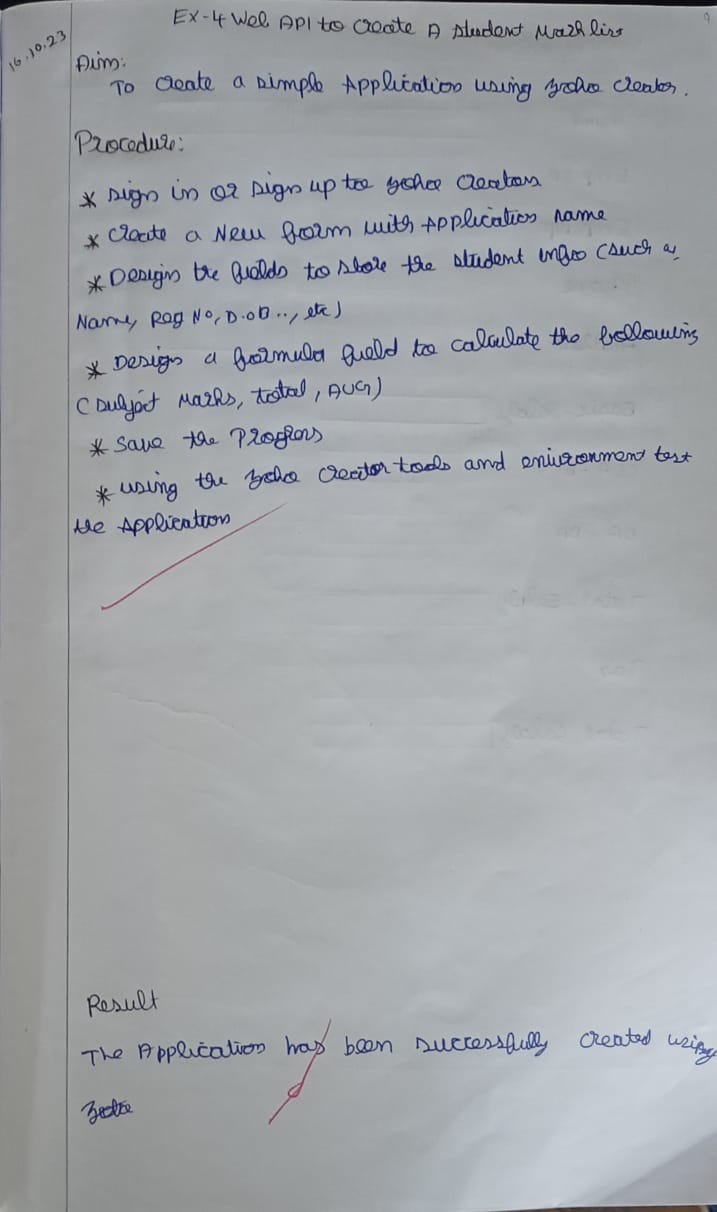 16.10.23
Ex-4 Web API to Create A Student Mark list
Aim:
To Create a simple Application using zoho Creator.
Procedure:
* sign in or sign up to zoho Creators
* Create a New form with Application name
* Design the fields to store the student info (such as
Name, Reg No, D.OB.., etc)
* Design a formula field to calculate the following
(Subject Marks, total, AVG)
* Save the Progrers
* using the zoho Creator tools and enivronment test
the Application
Result
The Application has been successfully created using
zoho